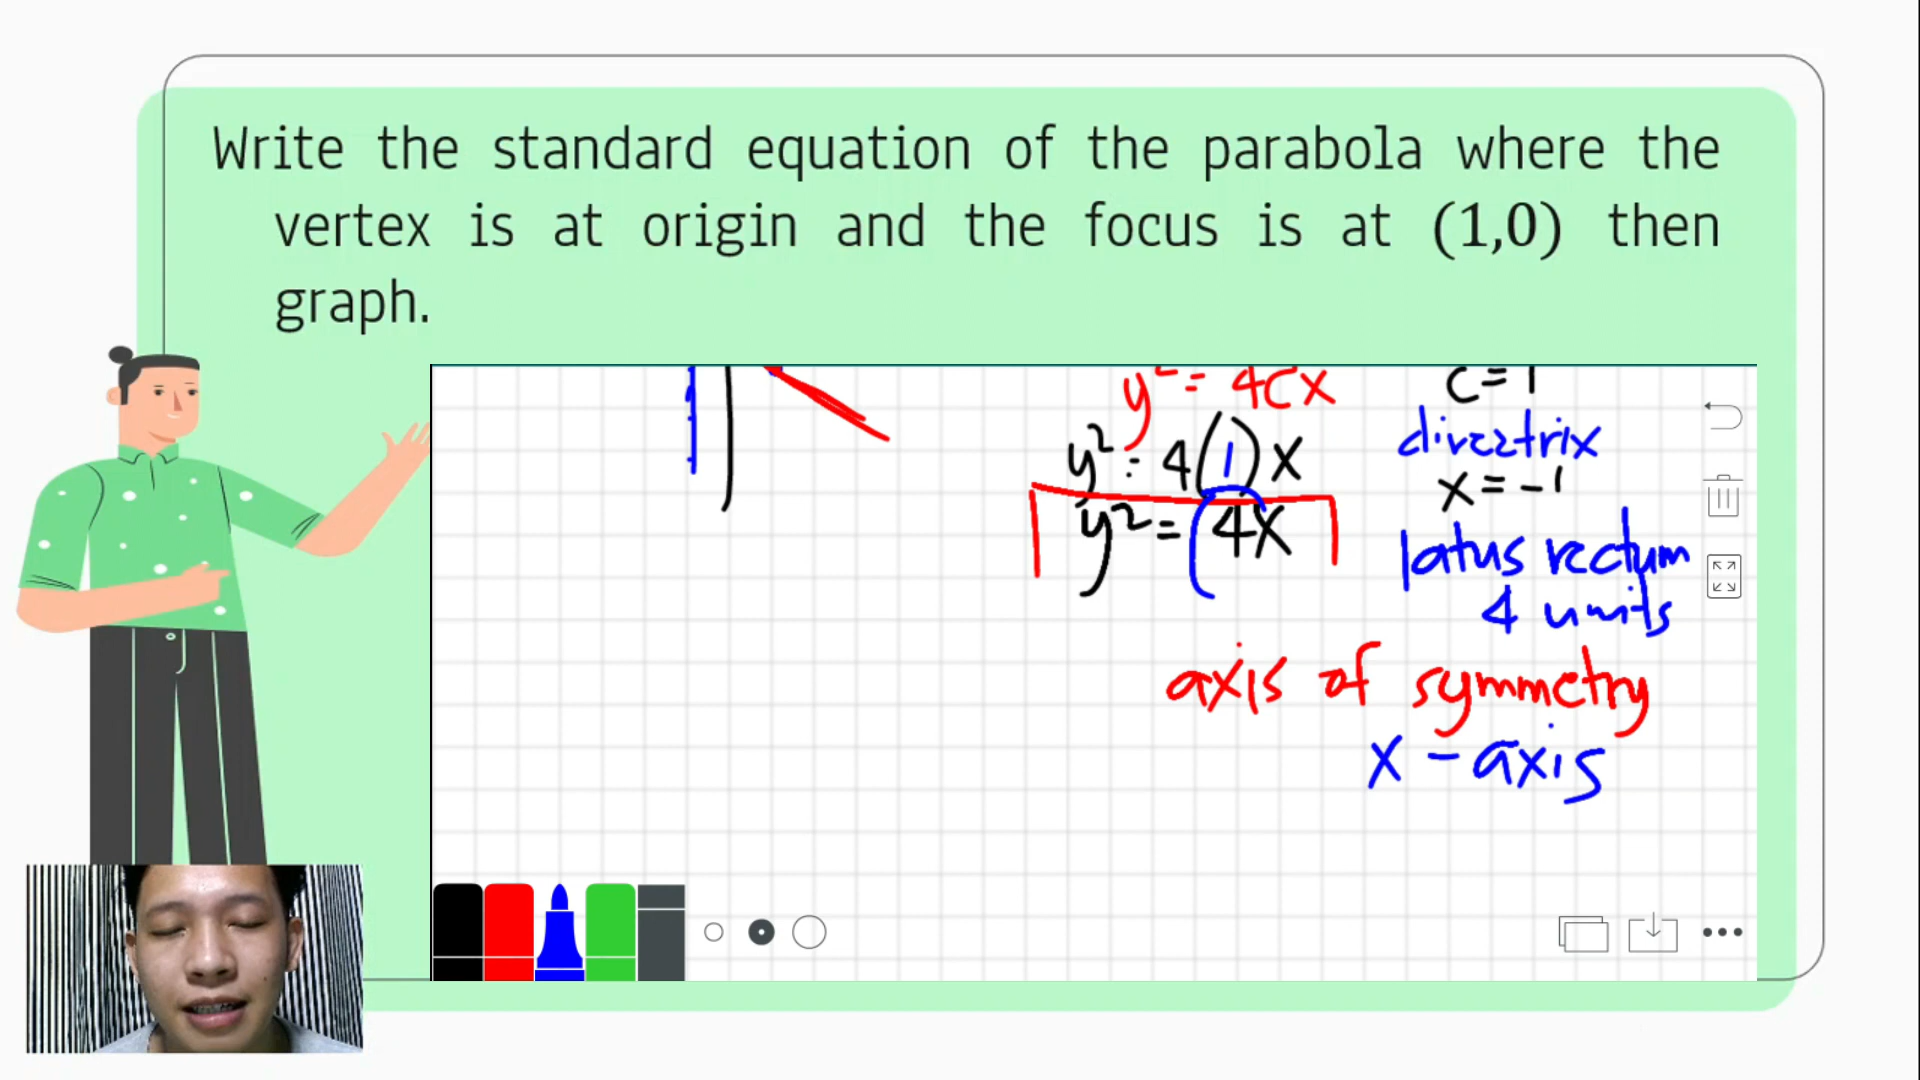 Write the standard equation of the parabola where the
vertex is at origin and the focus is at (1,0) then
graph.
y² = 4cx
y² = 4(1)x
y² = 4x
c = 1
directrix
x = -1
latus rectum
4 units
axis of symmetry
x - axis